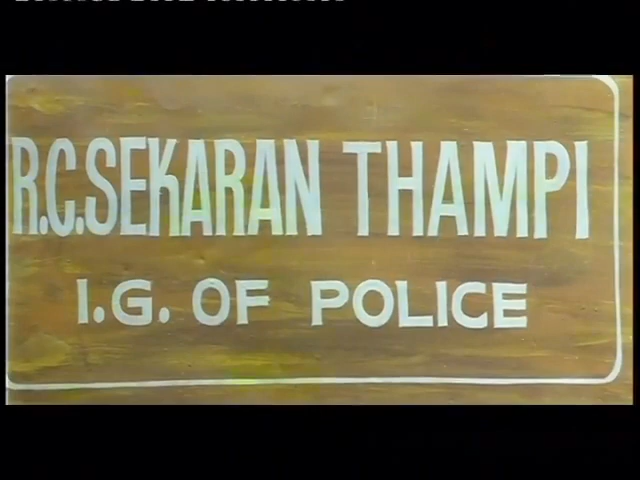 R.C.SEKARAN THAMPI
I.G. OF POLICE